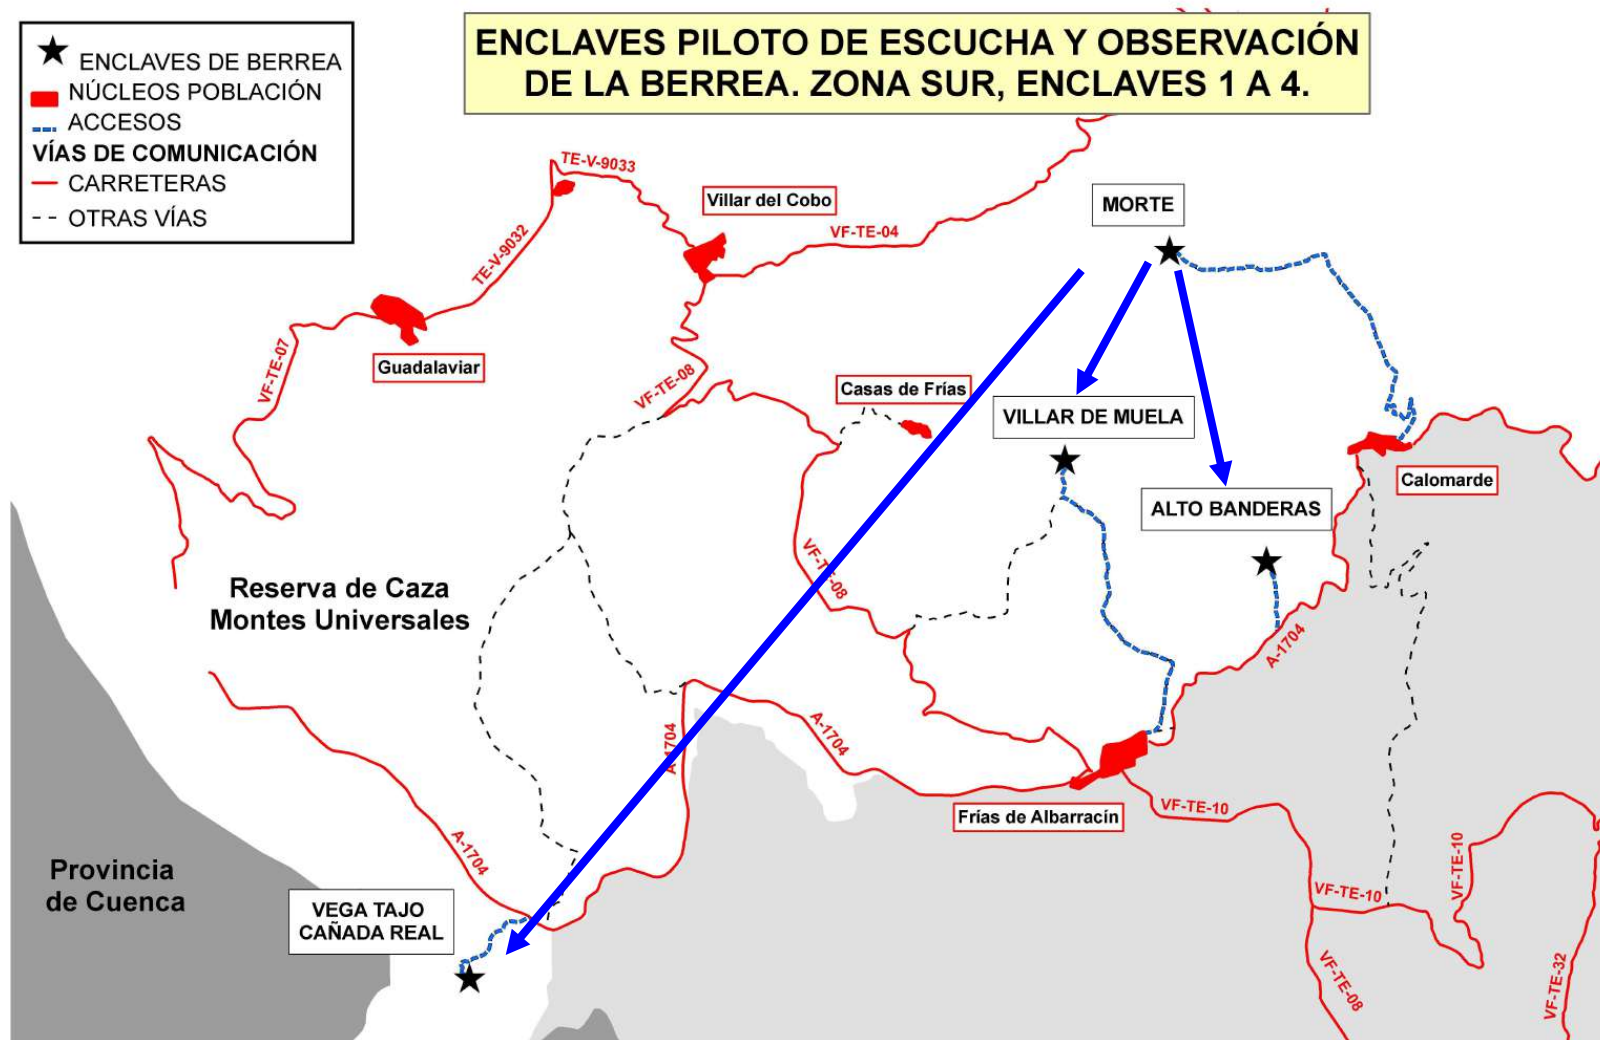 ENCLAVES PILOTO DE ESCUCHA Y OBSERVACIÓN
DE LA BERREA. ZONA SUR, ENCLAVES 1 A 4.
ENCLAVES DE BERREA
NÚCLEOS POBLACIÓN
ACCESOS
VÍAS DE COMUNICACIÓN
CARRETERAS
OTRAS VÍAS
TE-V-9033
Villar del Cobo
MORTE
VF-TE-04
TE-V-9032
VF-TE-07
Guadalaviar
VF-TE-08
Casas de Frías
VILLAR DE MUELA
Calomarde
ALTO BANDERAS
VF-TE-08
Reserva de Caza
Montes Universales
A-1704
A-1704
A-1704
Frías de Albarracín
VF-TE-10
A-1704
Provincia
de Cuenca
VF-TE-10
VF-TE-10
VEGA TAJO
CAÑADA REAL
VF-TE-08
VF-TE-32